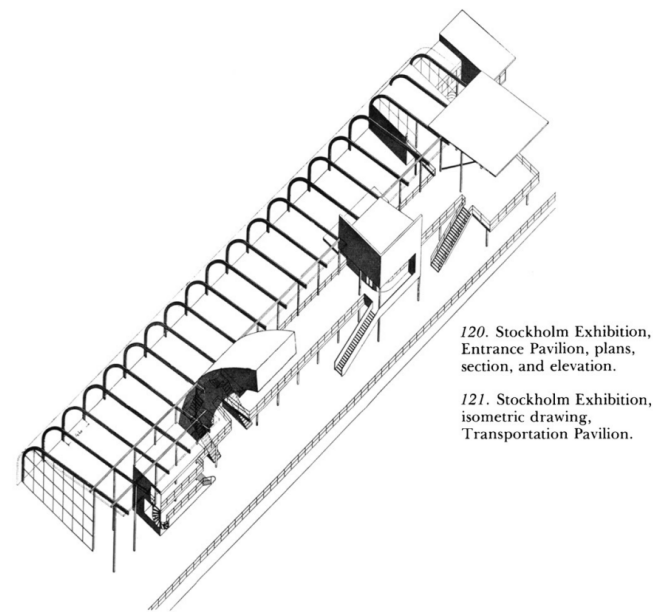 120. Stockholm Exhibition,
Entrance Pavilion, plans,
section, and elevation.
121. Stockholm Exhibition,
isometric drawing,
Transportation Pavilion.